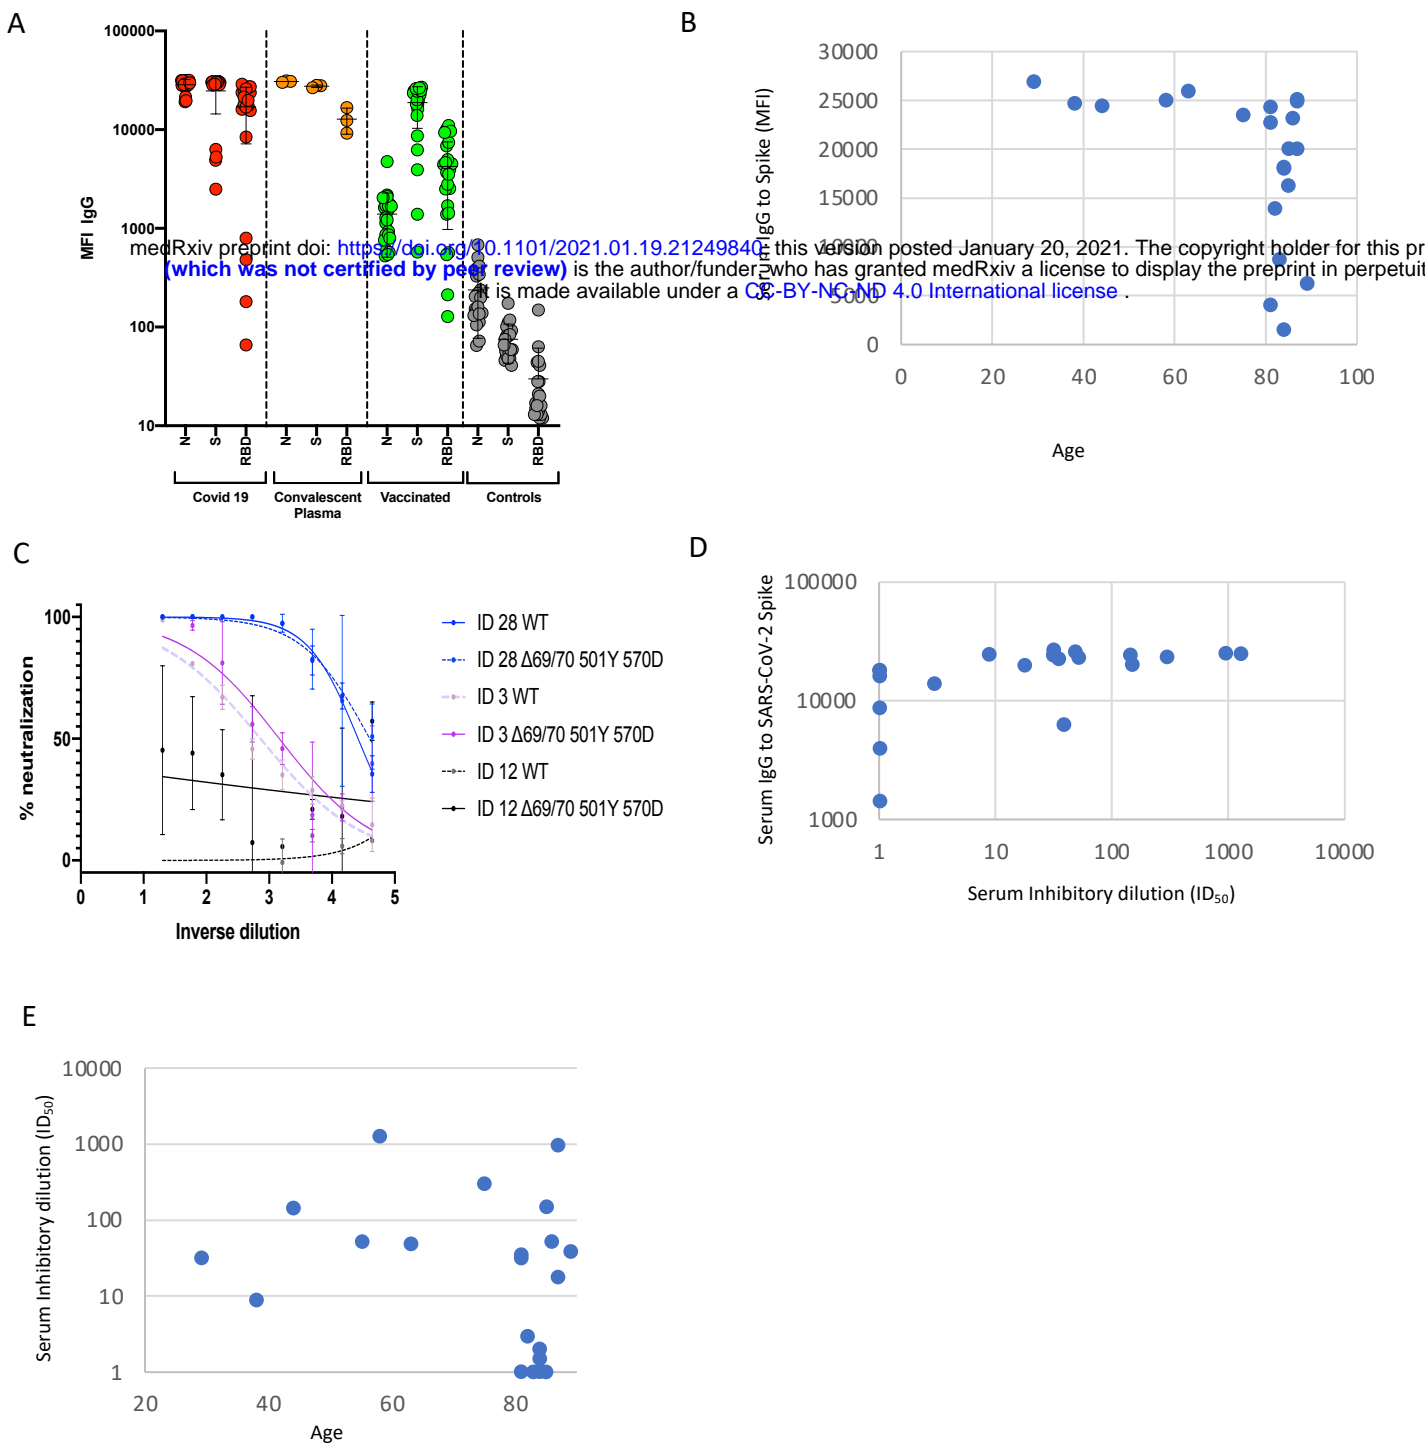 A
100000
10000
1000
100
10
MFI IgG
N
S
RBD
N
S
RBD
N
S
RBD
N
S
RBD
Covid 19
Convalescent
Plasma
Vaccinated
Controls
B
30000
25000
20000
15000
10000
5000
0
Serum IgG to Spike (MFI)
0 20 40 60 80 100
Age
medRxiv preprint doi: https://doi.org/10.1101/2021.01.19.21249840; this version posted January 20, 2021. The copyright holder for this pr
(which was not certified by peer review) is the author/funder, who has granted medRxiv a license to display the preprint in perpetuit
It is made available under a CC-BY-NC-ND 4.0 International license .
C
100
50
0
% neutralization
0 1 2 3 4 5
Inverse dilution
ID 28 WT
ID 28 Δ69/70 501Y 570D
ID 3 WT
ID 3 Δ69/70 501Y 570D
ID 12 WT
ID 12 Δ69/70 501Y 570D
D
100000
10000
1000
Serum IgG to SARS-CoV-2 Spike
1 10 100 1000 10000
Serum Inhibitory dilution (ID₅₀)
E
10000
1000
100
10
1
Serum Inhibitory dilution (ID₅₀)
20 40 60 80
Age